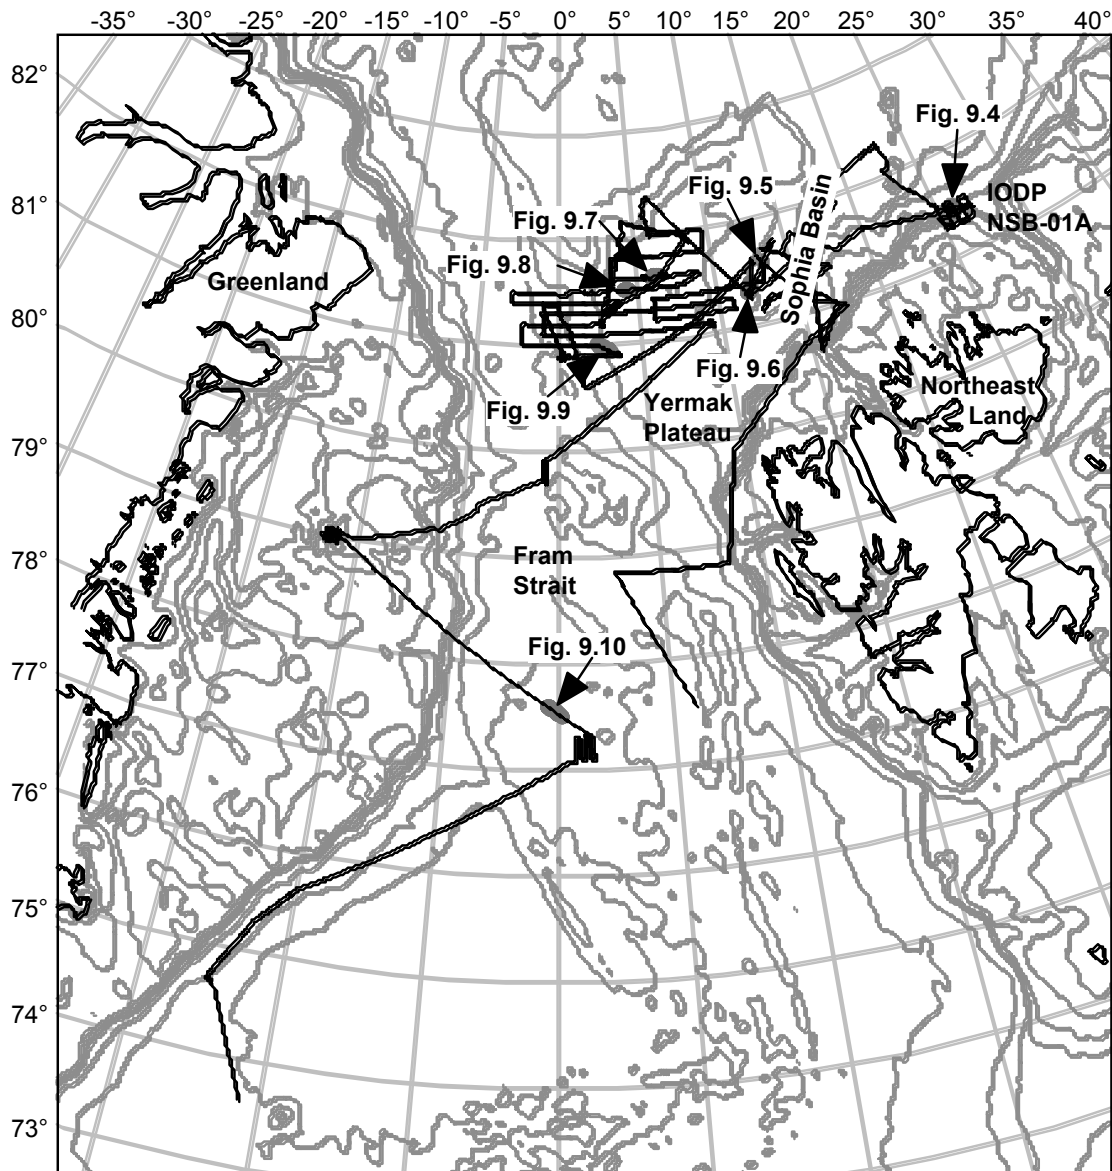 -35° -30° -25° -20° -15° -10° -5° 0° 5° 10° 15° 20° 25° 30° 35° 40°
82°
Fig. 9.4
Fig. 9.5
IODP
NSB-01A
81°
Fig. 9.7
Sophia Basin
Fig. 9.8
Greenland
80°
Fig. 9.6
Northeast
Land
Fig. 9.9
Yermak
Plateau
79°
78°
Fram
Strait
Fig. 9.10
77°
76°
75°
74°
73°